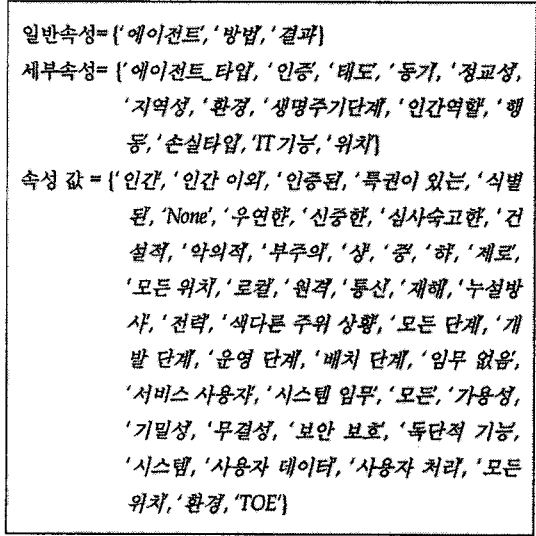 일반속성= {'에이전트', '방법', '결과'}
세부속성= {'에이전트_타입', '인증', '태도', '동기', '정교성,
'지역성', '환경', '생명주기단계', '인간역할', '행
동', '손실타입', 'IT 기능', '위치'}
속성 값 = {'인간', '인간 이외', '인증된', '특권이 있는', '식별
된', 'None', '우연한', '신중한', '심사숙고한', '건
설적', '악의적', '부주의', '상', '중', '하', '제로',
'모든 위치', '로컬', '원격', '통신', '재해', '누설방
사', '전력', '색다른 주위 상황', '모든 단계', '개
발 단계', '운영 단계', '배치 단계', '임무 없음',
'서비스 사용자', '시스템 임무', '모든', '가용성',
'기밀성', '무결성', '보안 보호', '독단적 기능',
'시스템', '사용자 데이터', '사용자 처리', '모든
위치', '환경', 'TOE'}